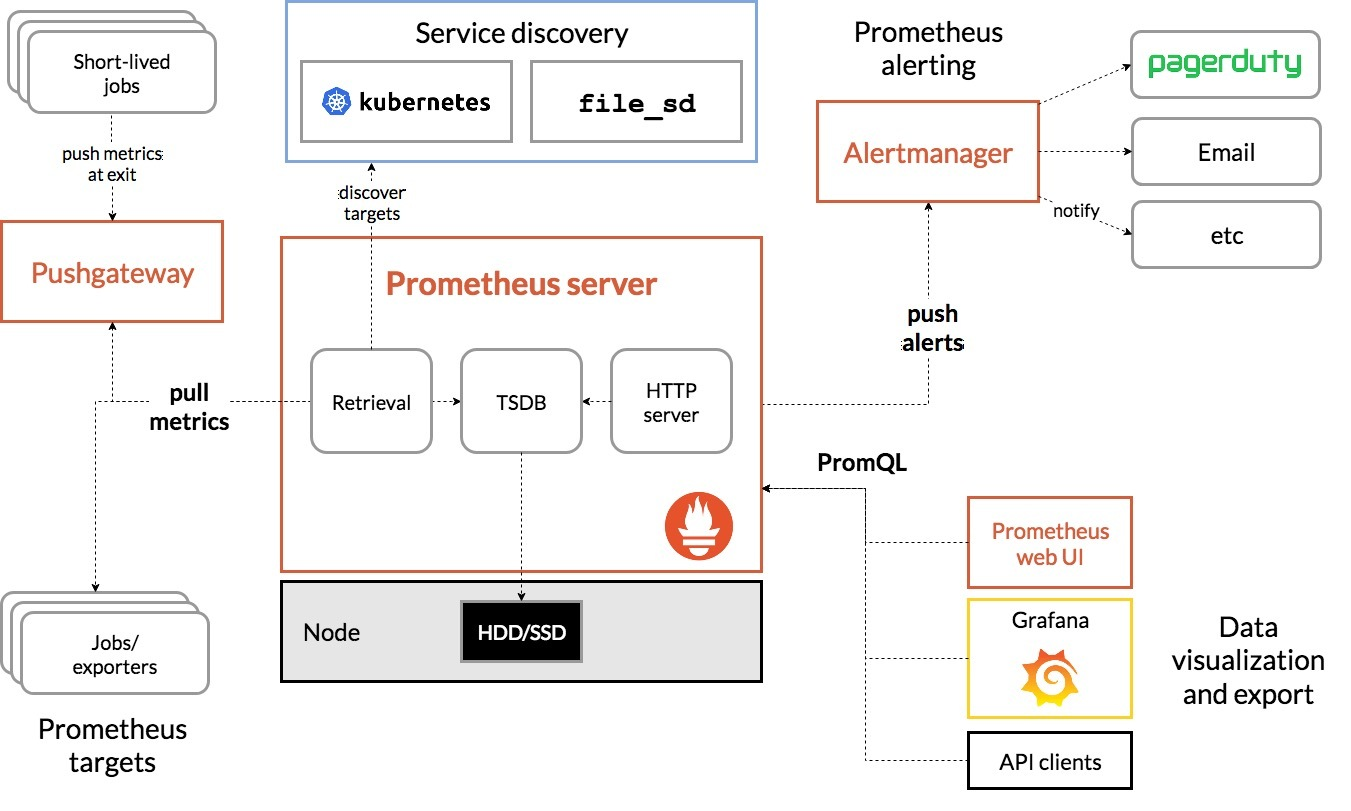 Short-lived
jobs
push metrics
at exit
Pushgateway
Service discovery
kubernetes
file_sd
discover
targets
Prometheus
alerting
Alertmanager
pagerduty
Email
etc
notify
Prometheus server
Retrieval
TSDB
HTTP
server
pull
metrics
push
alerts
PromQL
Node
HDD/SSD
Jobs/
exporters
Prometheus
targets
Prometheus
web UI
Grafana
API clients
Data
visualization
and export